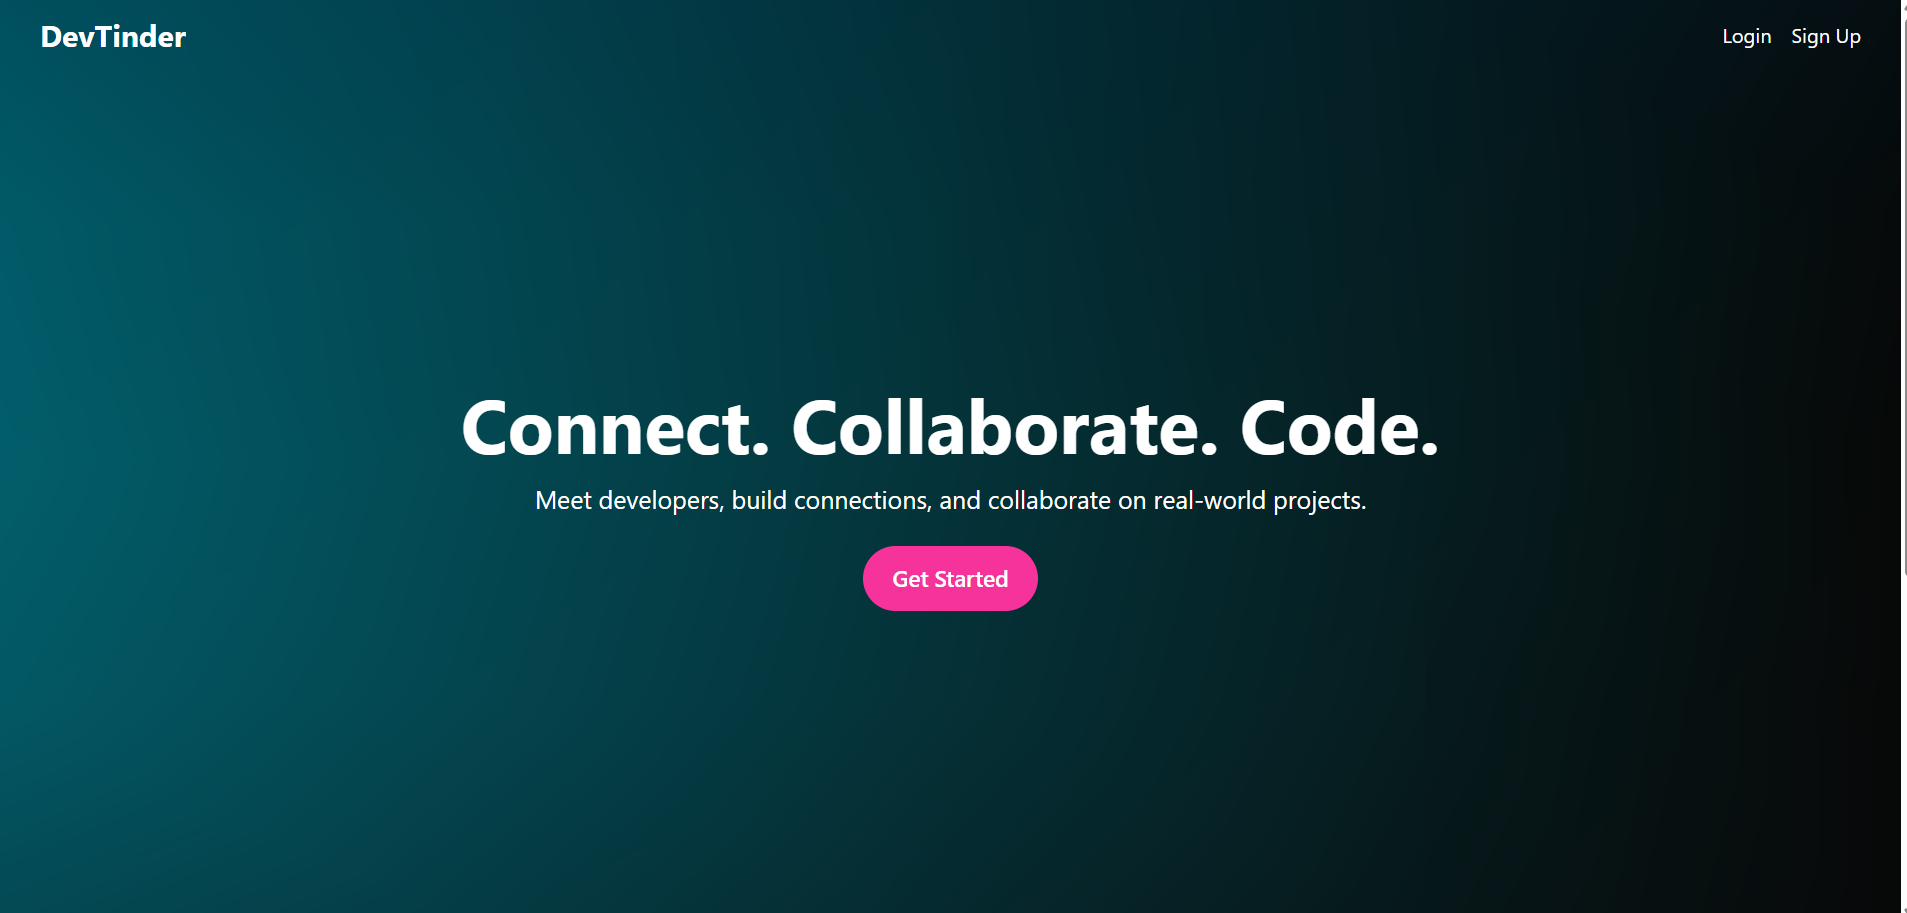 DevTinder
Login Sign Up
Connect. Collaborate. Code.
Meet developers, build connections, and collaborate on real-world projects.
Get Started